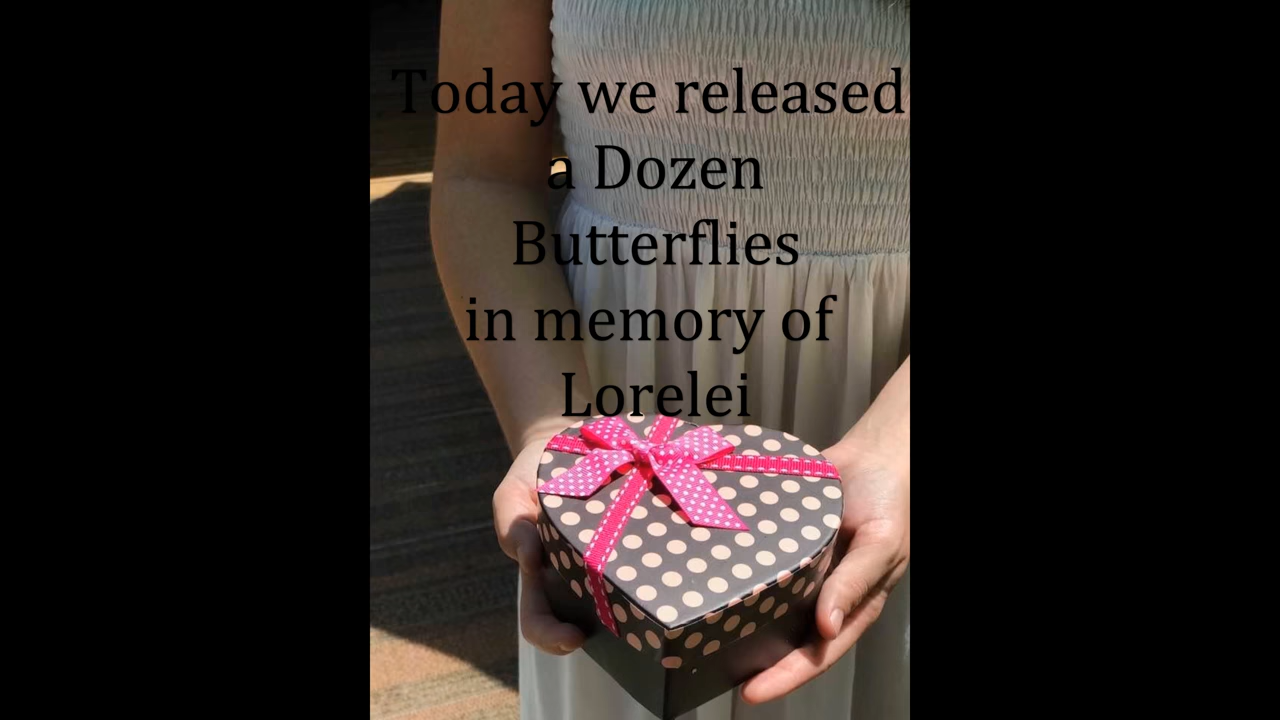 Today we released
a Dozen
Butterflies
in memory of
Lorelei